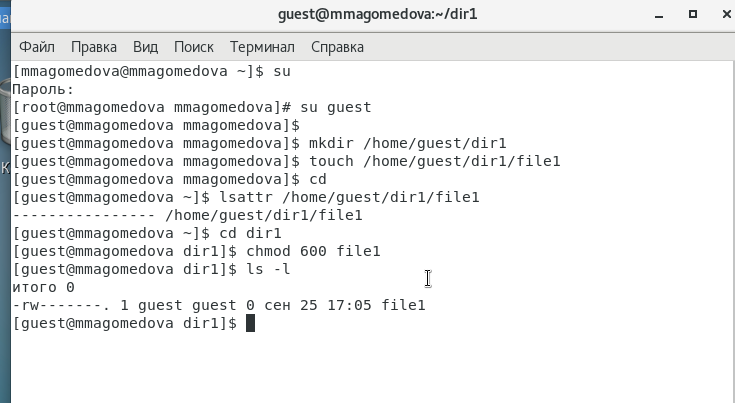 guest@mmagomedova:~/dir1
Файл Правка Вид Поиск Терминал Справка
[mmagomedova@mmagomedova ~]$ su
Пароль:
[root@mmagomedova mmagomedova]# su guest
[guest@mmagomedova mmagomedova]$
[guest@mmagomedova mmagomedova]$ mkdir /home/guest/dir1
[guest@mmagomedova mmagomedova]$ touch /home/guest/dir1/file1
[guest@mmagomedova mmagomedova]$ cd
[guest@mmagomedova ~]$ lsattr /home/guest/dir1/file1
---------------- /home/guest/dir1/file1
[guest@mmagomedova ~]$ cd dir1
[guest@mmagomedova dir1]$ chmod 600 file1
[guest@mmagomedova dir1]$ ls -l
итого 0
-rw-------. 1 guest guest 0 сен 25 17:05 file1
[guest@mmagomedova dir1]$